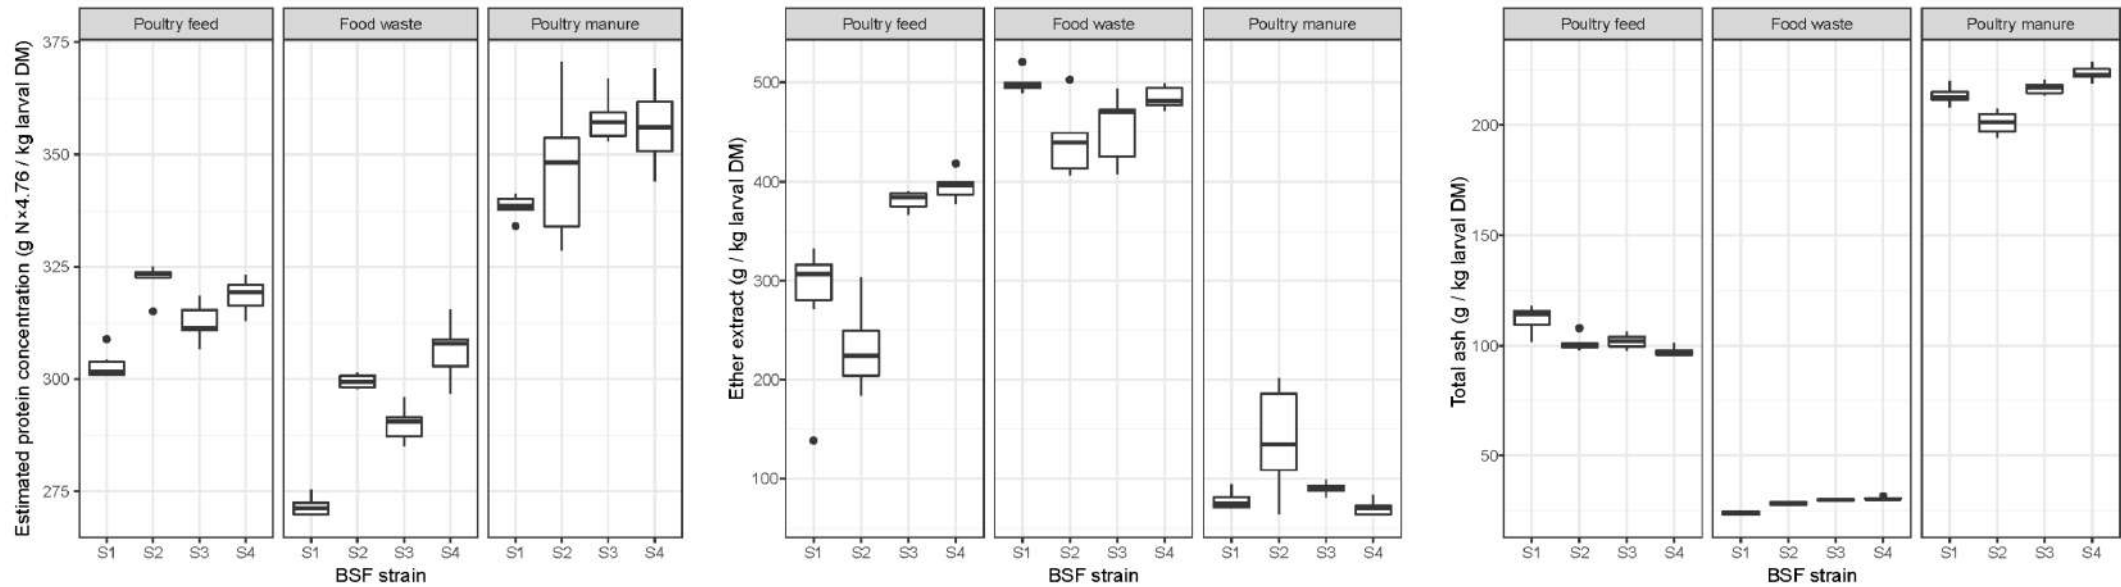 Poultry feed Food waste Poultry manure
Estimated protein concentration (g N×4.76 / kg larval DM)
375
350
325
300
275
S1 S2 S3 S4 S1 S2 S3 S4 S1 S2 S3 S4
BSF strain
Poultry feed Food waste Poultry manure
Ether extract (g / kg larval DM)
500
400
300
200
100
S1 S2 S3 S4 S1 S2 S3 S4 S1 S2 S3 S4
BSF strain
Poultry feed Food waste Poultry manure
Total ash (g / kg larval DM)
200
150
100
50
S1 S2 S3 S4 S1 S2 S3 S4 S1 S2 S3 S4
BSF strain